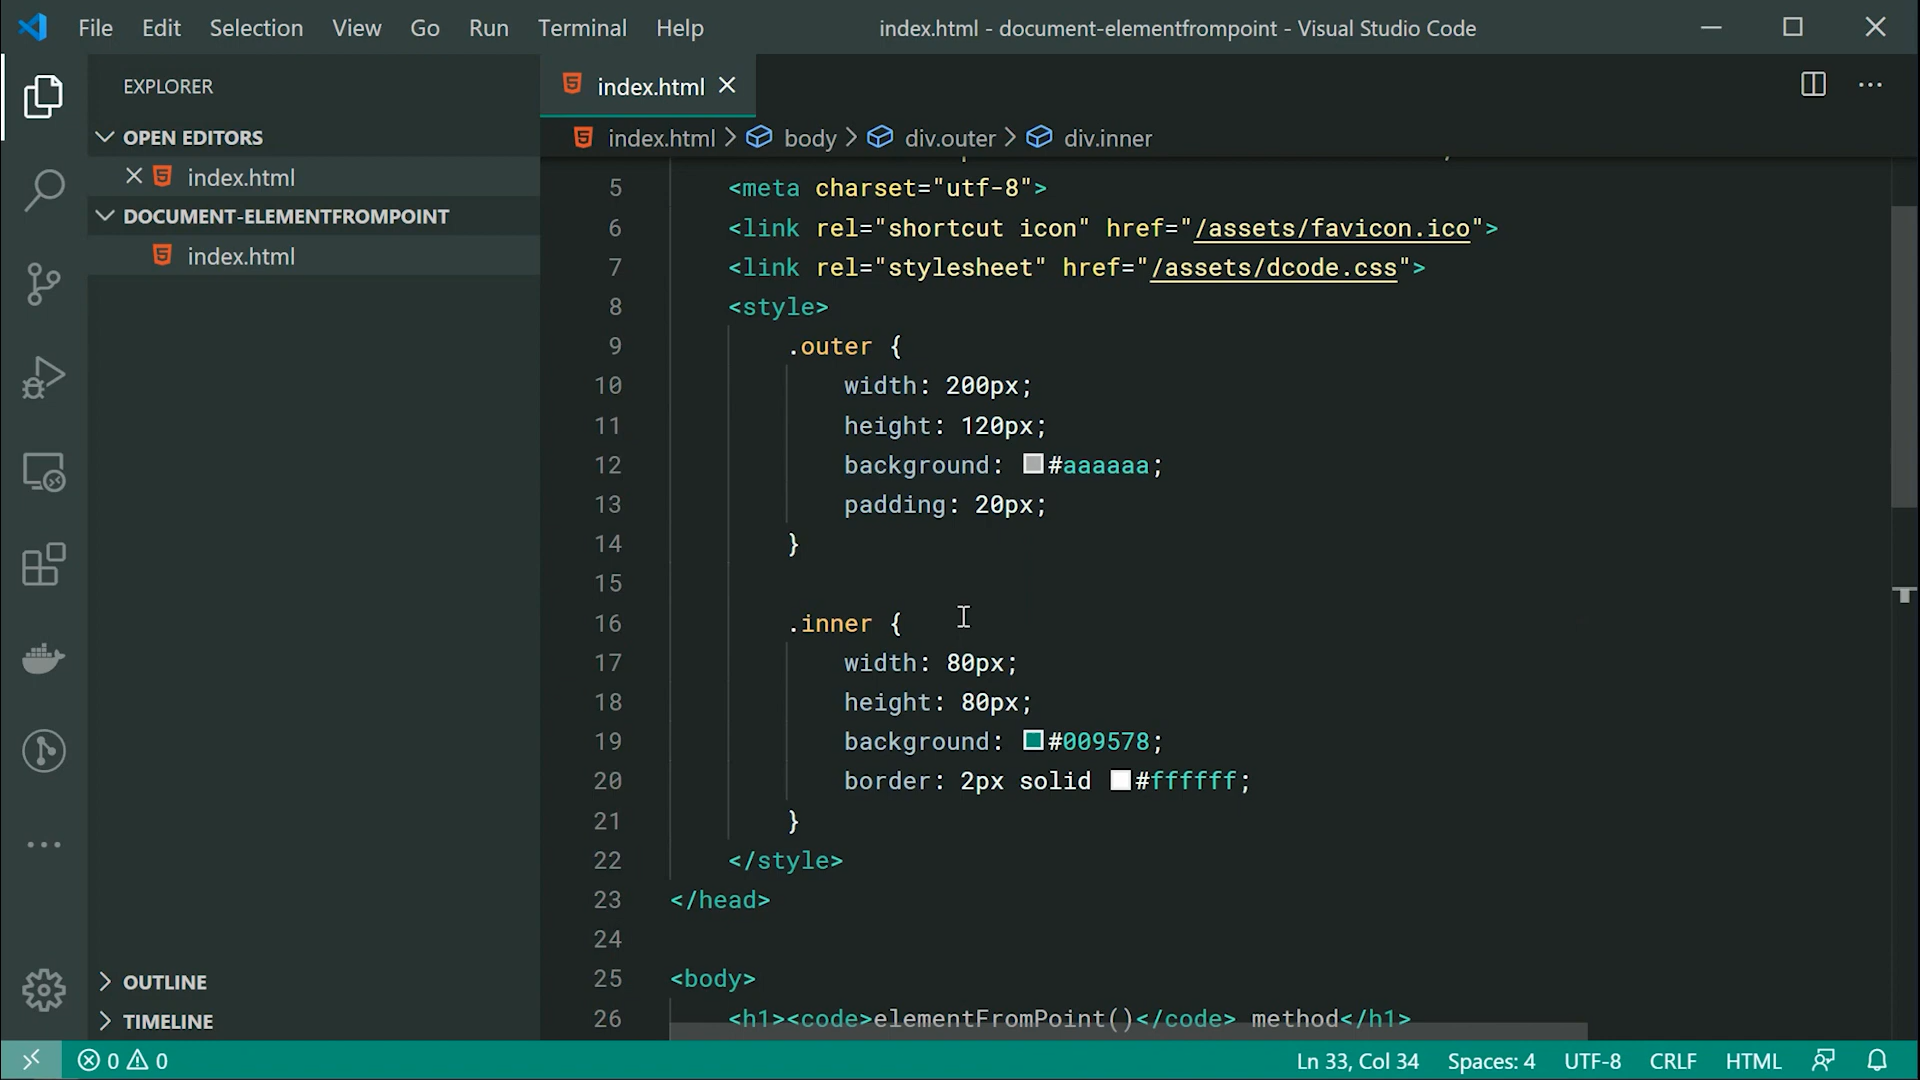 File Edit Selection View Go Run Terminal Help
index.html - document-elementfrompoint - Visual Studio Code
EXPLORER
OPEN EDITORS
index.html
DOCUMENT-ELEMENTFROMPOINT
index.html
OUTLINE
TIMELINE
index.html
index.html > body > div.outer > div.inner
5 <meta charset="utf-8">
6 <link rel="shortcut icon" href="/assets/favicon.ico">
7 <link rel="stylesheet" href="/assets/dcode.css">
8 <style>
9 .outer {
10 width: 200px;
11 height: 120px;
12 background: #aaaaaa;
13 padding: 20px;
14 }
15
16 .inner {
17 width: 80px;
18 height: 80px;
19 background: #009578;
20 border: 2px solid #ffffff;
21 }
22 </style>
23 </head>
24
25 <body>
26 <h1><code>elementFromPoint()</code> method</h1>
0 0
Ln 33, Col 34 Spaces: 4 UTF-8 CRLF HTML